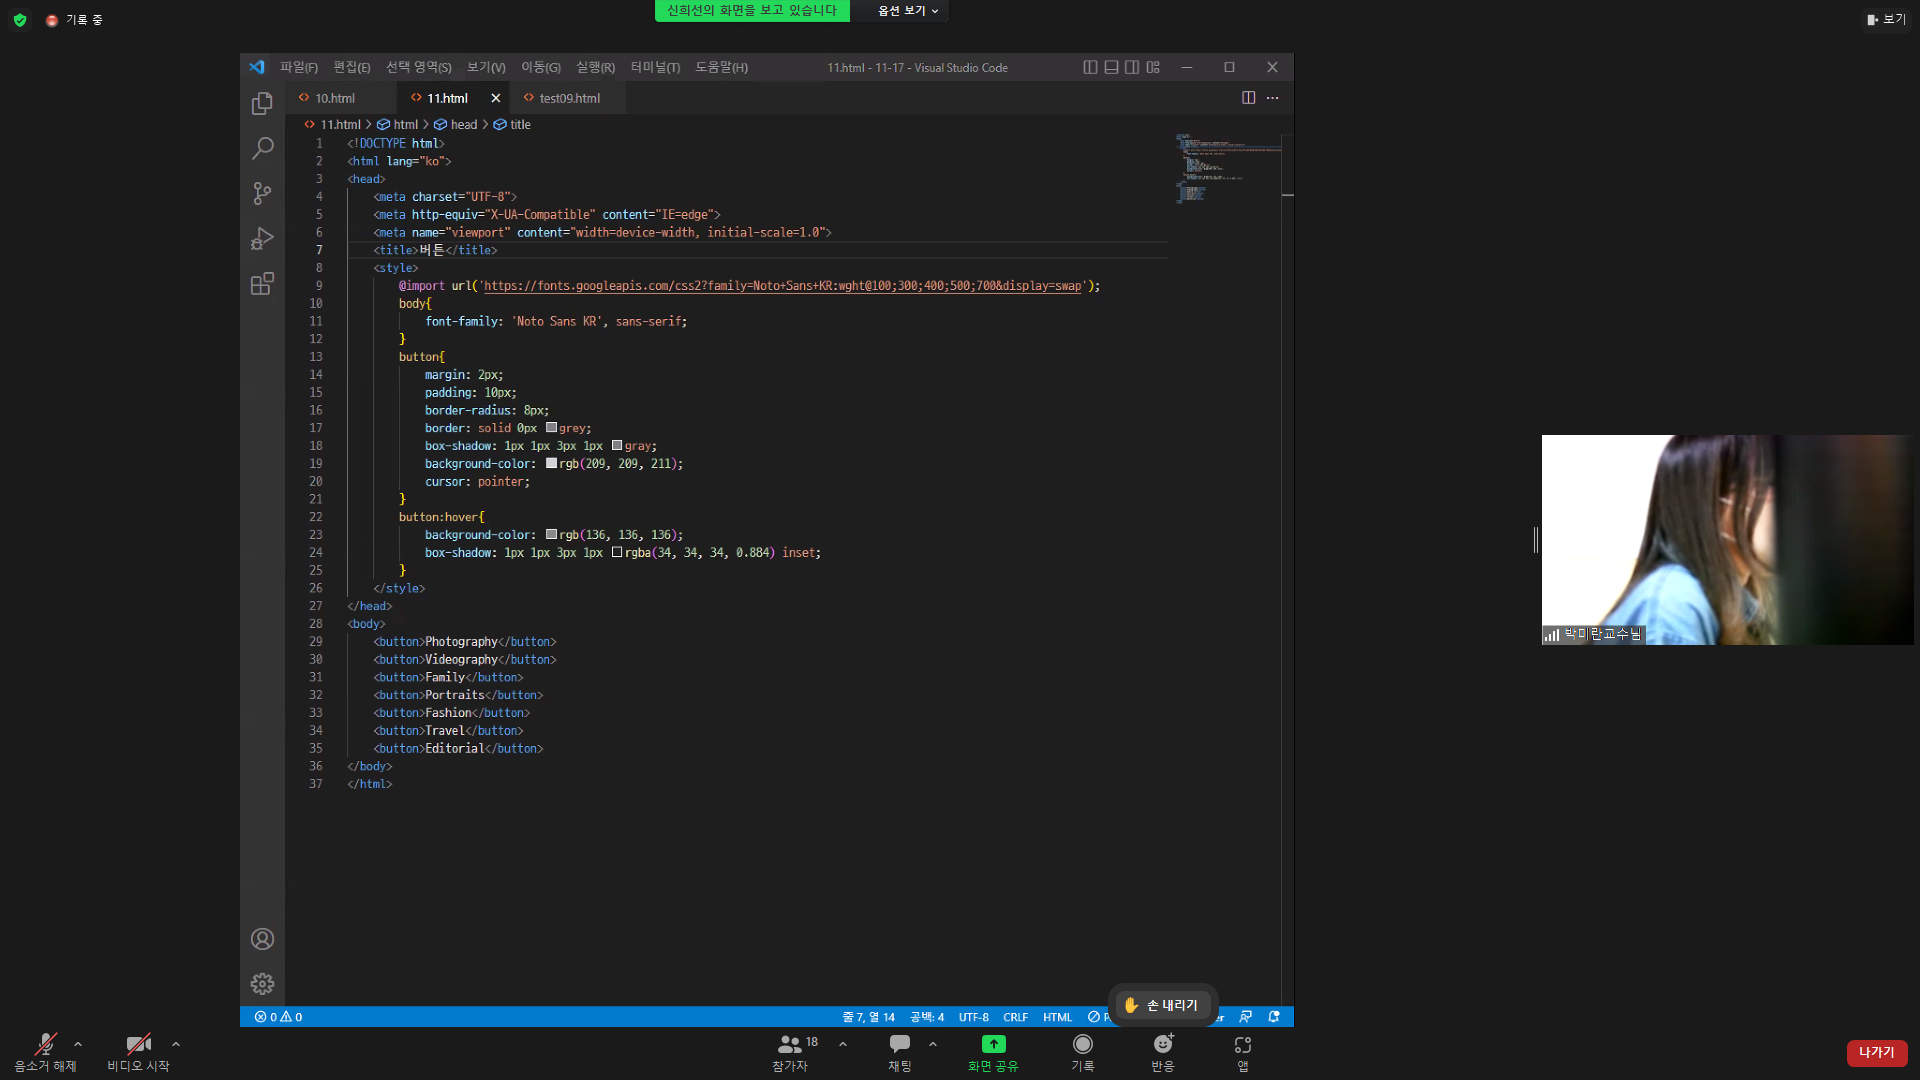 기록 중
신희선의 화면을 보고 있습니다
옵션 보기
보기
파일(F) 편집(E) 선택 영역(S) 보기(V) 이동(G) 실행(R) 터미널(T) 도움말(H)
11.html - 11-17 - Visual Studio Code
10.html
11.html
test09.html
11.html > html > head > title
1 <!DOCTYPE html>
2 <html lang="ko">
3 <head>
4 <meta charset="UTF-8">
5 <meta http-equiv="X-UA-Compatible" content="IE=edge">
6 <meta name="viewport" content="width=device-width, initial-scale=1.0">
7 <title>버튼</title>
8 <style>
9 @import url('https://fonts.googleapis.com/css2?family=Noto+Sans+KR:wght@100;300;400;500;700&display=swap');
10 body{
11 font-family: 'Noto Sans KR', sans-serif;
12 }
13 button{
14 margin: 2px;
15 padding: 10px;
16 border-radius: 8px;
17 border: solid 0px grey;
18 box-shadow: 1px 1px 3px 1px gray;
19 background-color: rgb(209, 209, 211);
20 cursor: pointer;
21 }
22 button:hover{
23 background-color: rgb(136, 136, 136);
24 box-shadow: 1px 1px 3px 1px rgba(34, 34, 34, 0.884) inset;
25 }
26 </style>
27 </head>
28 <body>
29 <button>Photography</button>
30 <button>Videography</button>
31 <button>Family</button>
32 <button>Portraits</button>
33 <button>Fashion</button>
34 <button>Travel</button>
35 <button>Editorial</button>
36 </body>
37 </html>
박미란교수님
손 내리기
0 0
줄 7, 열 14 공백: 4 UTF-8 CRLF HTML
18
음소거 해제
비디오 시작
참가자
채팅
화면 공유
기록
반응
앱
나가기